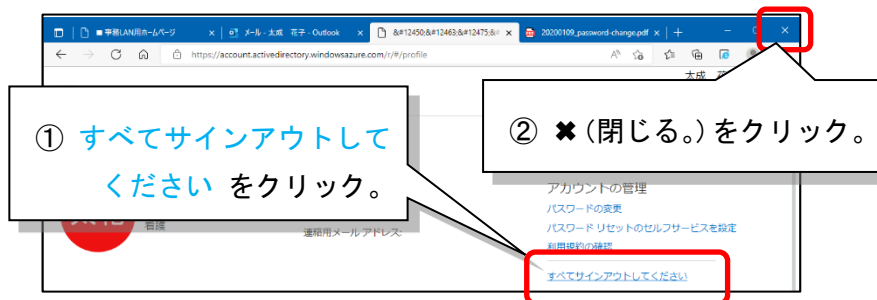 ■事務LAN用ホームページ
メール - 太成 花子 - Outlook
&#12450;&#12463;&#12475;&#
20200109_password-change.pdf
https://account.activedirectory.windowsazure.com/r/#/profile
太成
① すべてサインアウトして
ください をクリック。
② ✖(閉じる。)をクリック。
アカウントの管理
パスワードの変更
看護
連絡用メール アドレス:
パスワード リセットのセルフサービスを設定
利用規約の確認
すべてサインアウトしてください